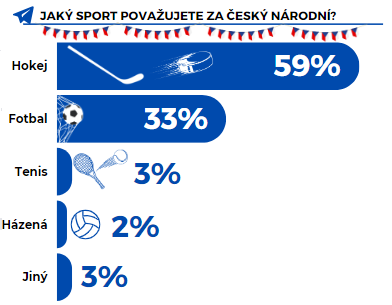 JAKÝ SPORT POVAŽUJETE ZA ČESKÝ NÁRODNÍ?
Hokej 59%
Fotbal 33%
Tenis 3%
Házená 2%
Jiný 3%